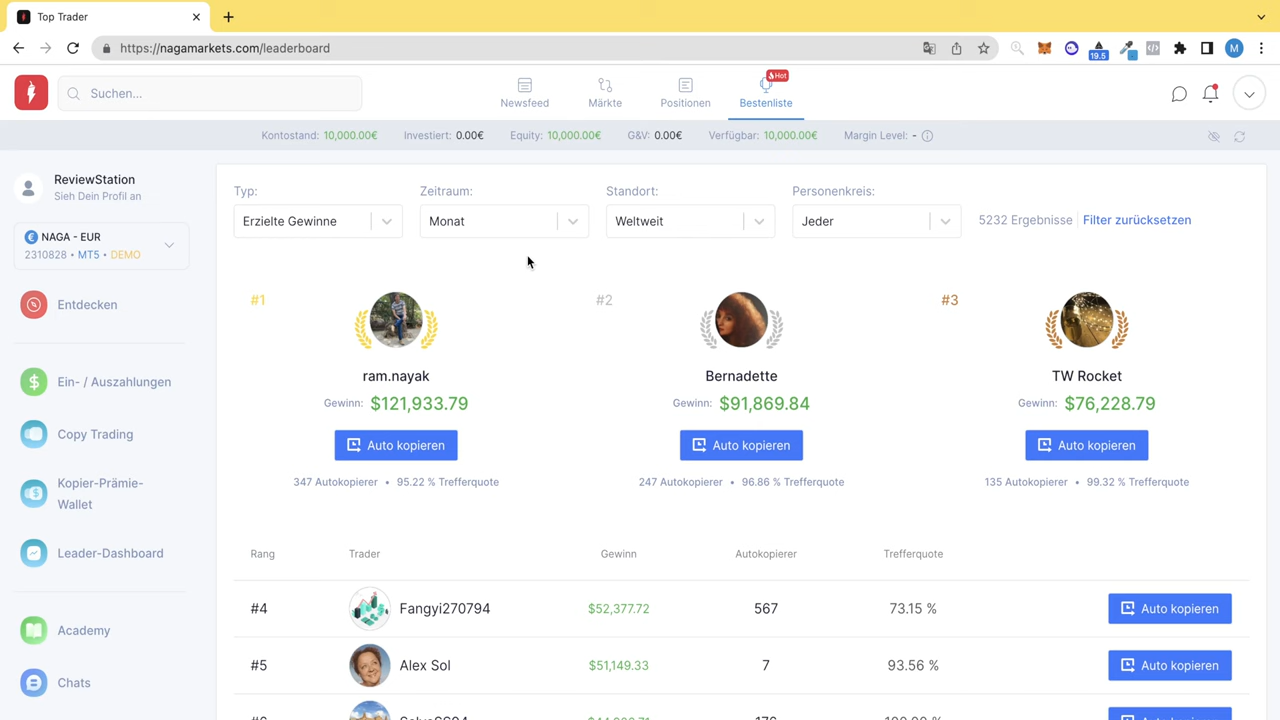 Top Trader
https://nagamarkets.com/leaderboard
19.5
M
Suchen...
Newsfeed
Märkte
Positionen
Hot
Bestenliste
Kontostand: 10,000.00€ Investiert: 0.00€ Equity: 10,000.00€ G&V: 0.00€ Verfügbar: 10,000.00€ Margin Level: -
ReviewStation
Sieh Dein Profil an
NAGA - EUR
2310828 • MT5 • DEMO
Entdecken
Ein- / Auszahlungen
Copy Trading
Kopier-Prämie-
Wallet
Leader-Dashboard
Academy
Chats
Typ: Zeitraum: Standort: Personenkreis:
Erzielte Gewinne Monat Weltweit Jeder 5232 Ergebnisse Filter zurücksetzen
#1
ram.nayak
Gewinn: $121,933.79
Auto kopieren
347 Autokopierer • 95.22 % Trefferquote
#2
Bernadette
Gewinn: $91,869.84
Auto kopieren
247 Autokopierer • 96.86 % Trefferquote
#3
TW Rocket
Gewinn: $76,228.79
Auto kopieren
135 Autokopierer • 99.32 % Trefferquote
Rang Trader Gewinn Autokopierer Trefferquote
#4 Fangyi270794 $52,377.72 567 73.15 % Auto kopieren
#5 Alex Sol $51,149.33 7 93.56 % Auto kopieren